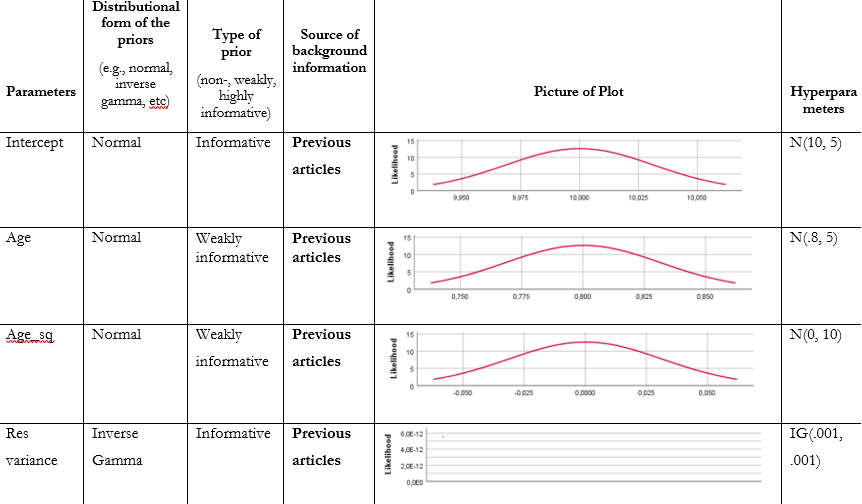 Parameters
Distributional
form of the
priors
(e.g., normal,
inverse
gamma, etc)
Type of
prior
(non-, weakly,
highly
informative)
Source of
background
information
Picture of Plot
Hyperpara
meters
Intercept
Normal
Informative
Previous
articles
Likelihood
15
10
5
0
9,950 9,975 10,000 10,025 10,050
N(10, 5)
Age
Normal
Weakly
informative
Previous
articles
Likelihood
15
10
5
0
0,750 0,775 0,800 0,825 0,850
N(.8, 5)
Age_sq
Normal
Weakly
informative
Previous
articles
Likelihood
15
10
5
0
-0,050 -0,025 0,0000 0,025 0,050
N(0, 10)
Res
variance
Inverse
Gamma
Informative
Previous
articles
Likelihood
6,0E-12
4,0E-12
2,0E-12
0,0E0
IG(.001,
.001)